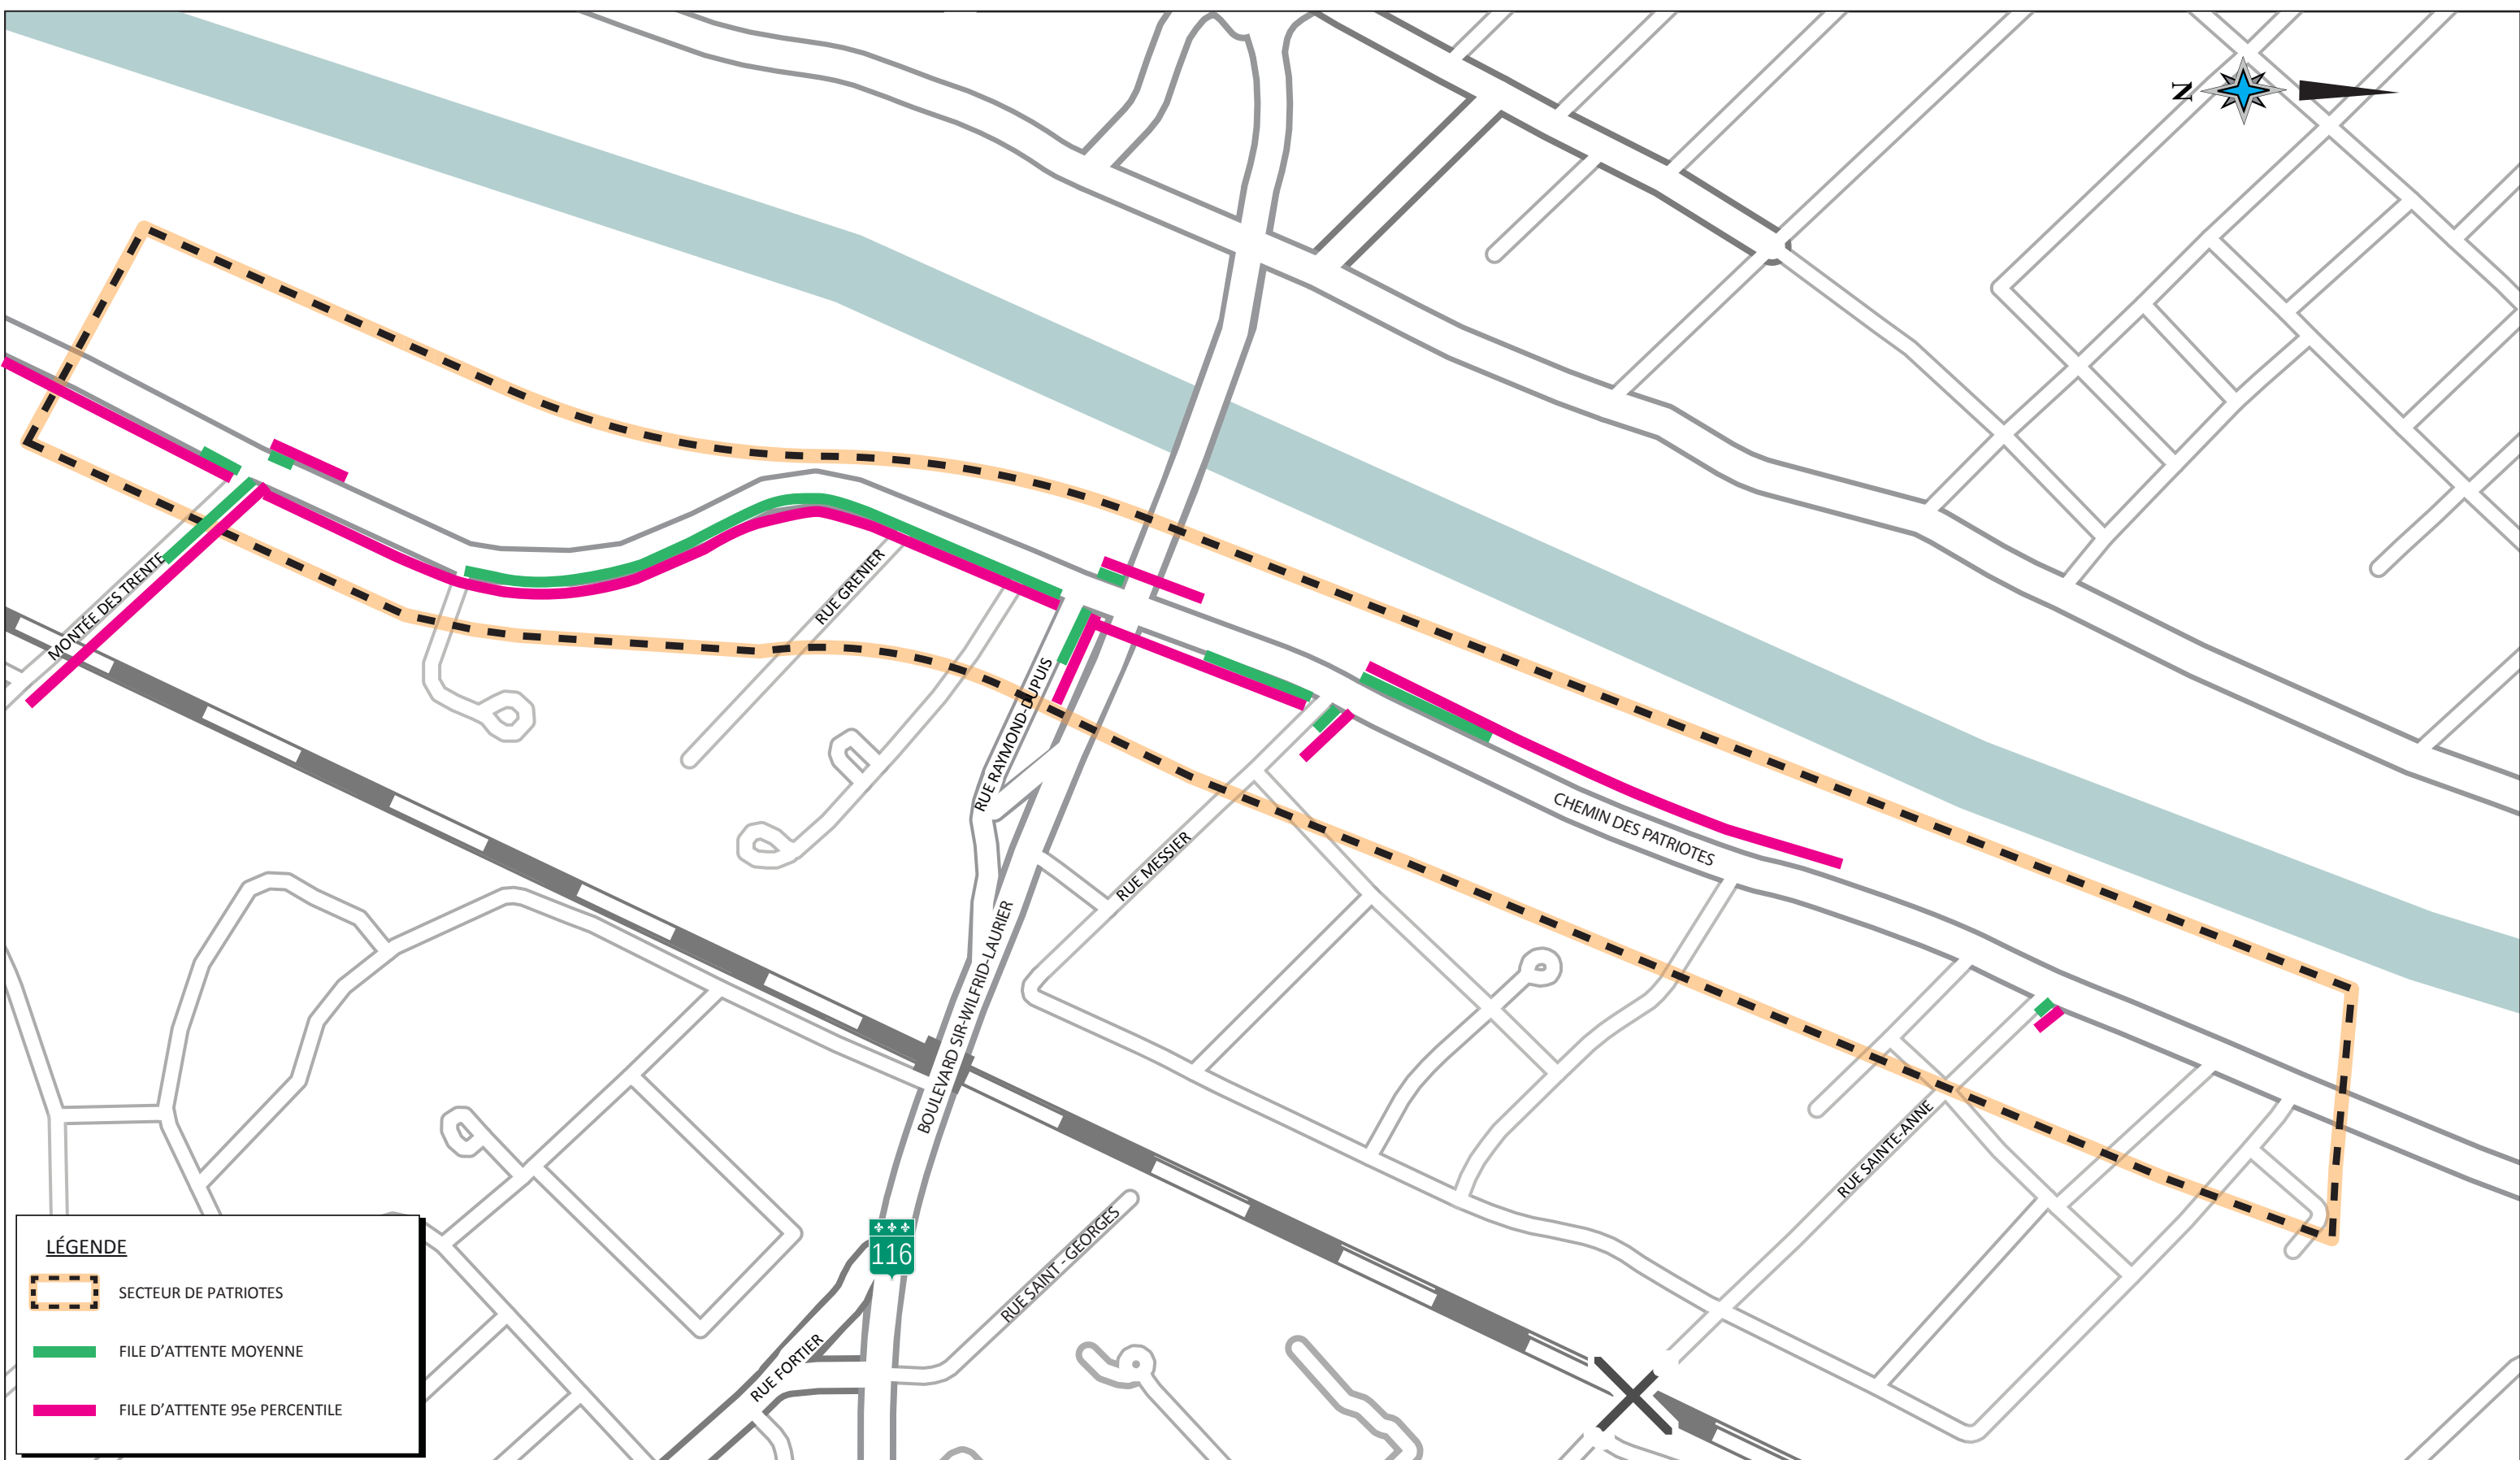 N
MONTÉE DES TRENTE
RUE GRENIER
RUE RAYMOND-DUPUIS
CHEMIN DES PATRIOTES
RUE MESSIER
BOULEVARD SIR-WILFRID-LAURIER
RUE SAINTE-ANNE
116
RUE SAINT - GEORGES
RUE FORTIER
LÉGENDE
SECTEUR DE PATRIOTES
FILE D'ATTENTE MOYENNE
FILE D'ATTENTE 95e PERCENTILE